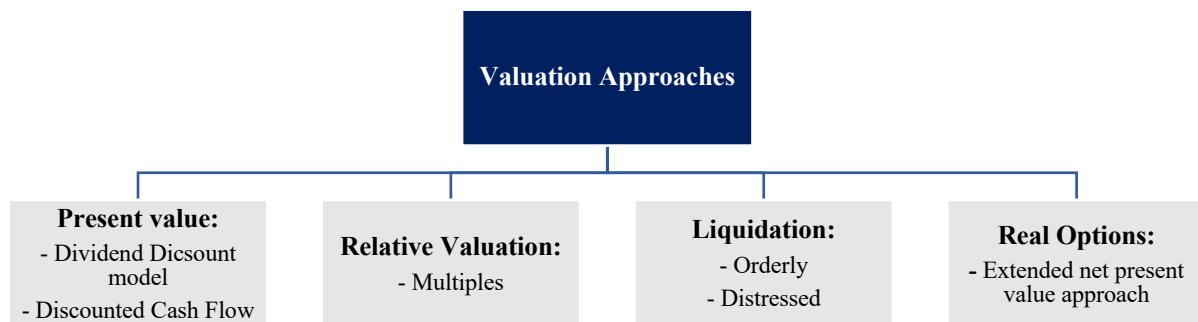 Valuation Approaches
Present value:
- Dividend Dicsount
model
- Discounted Cash Flow
Relative Valuation:
- Multiples
Liquidation:
- Orderly
- Distressed
Real Options:
- Extended net present
value approach